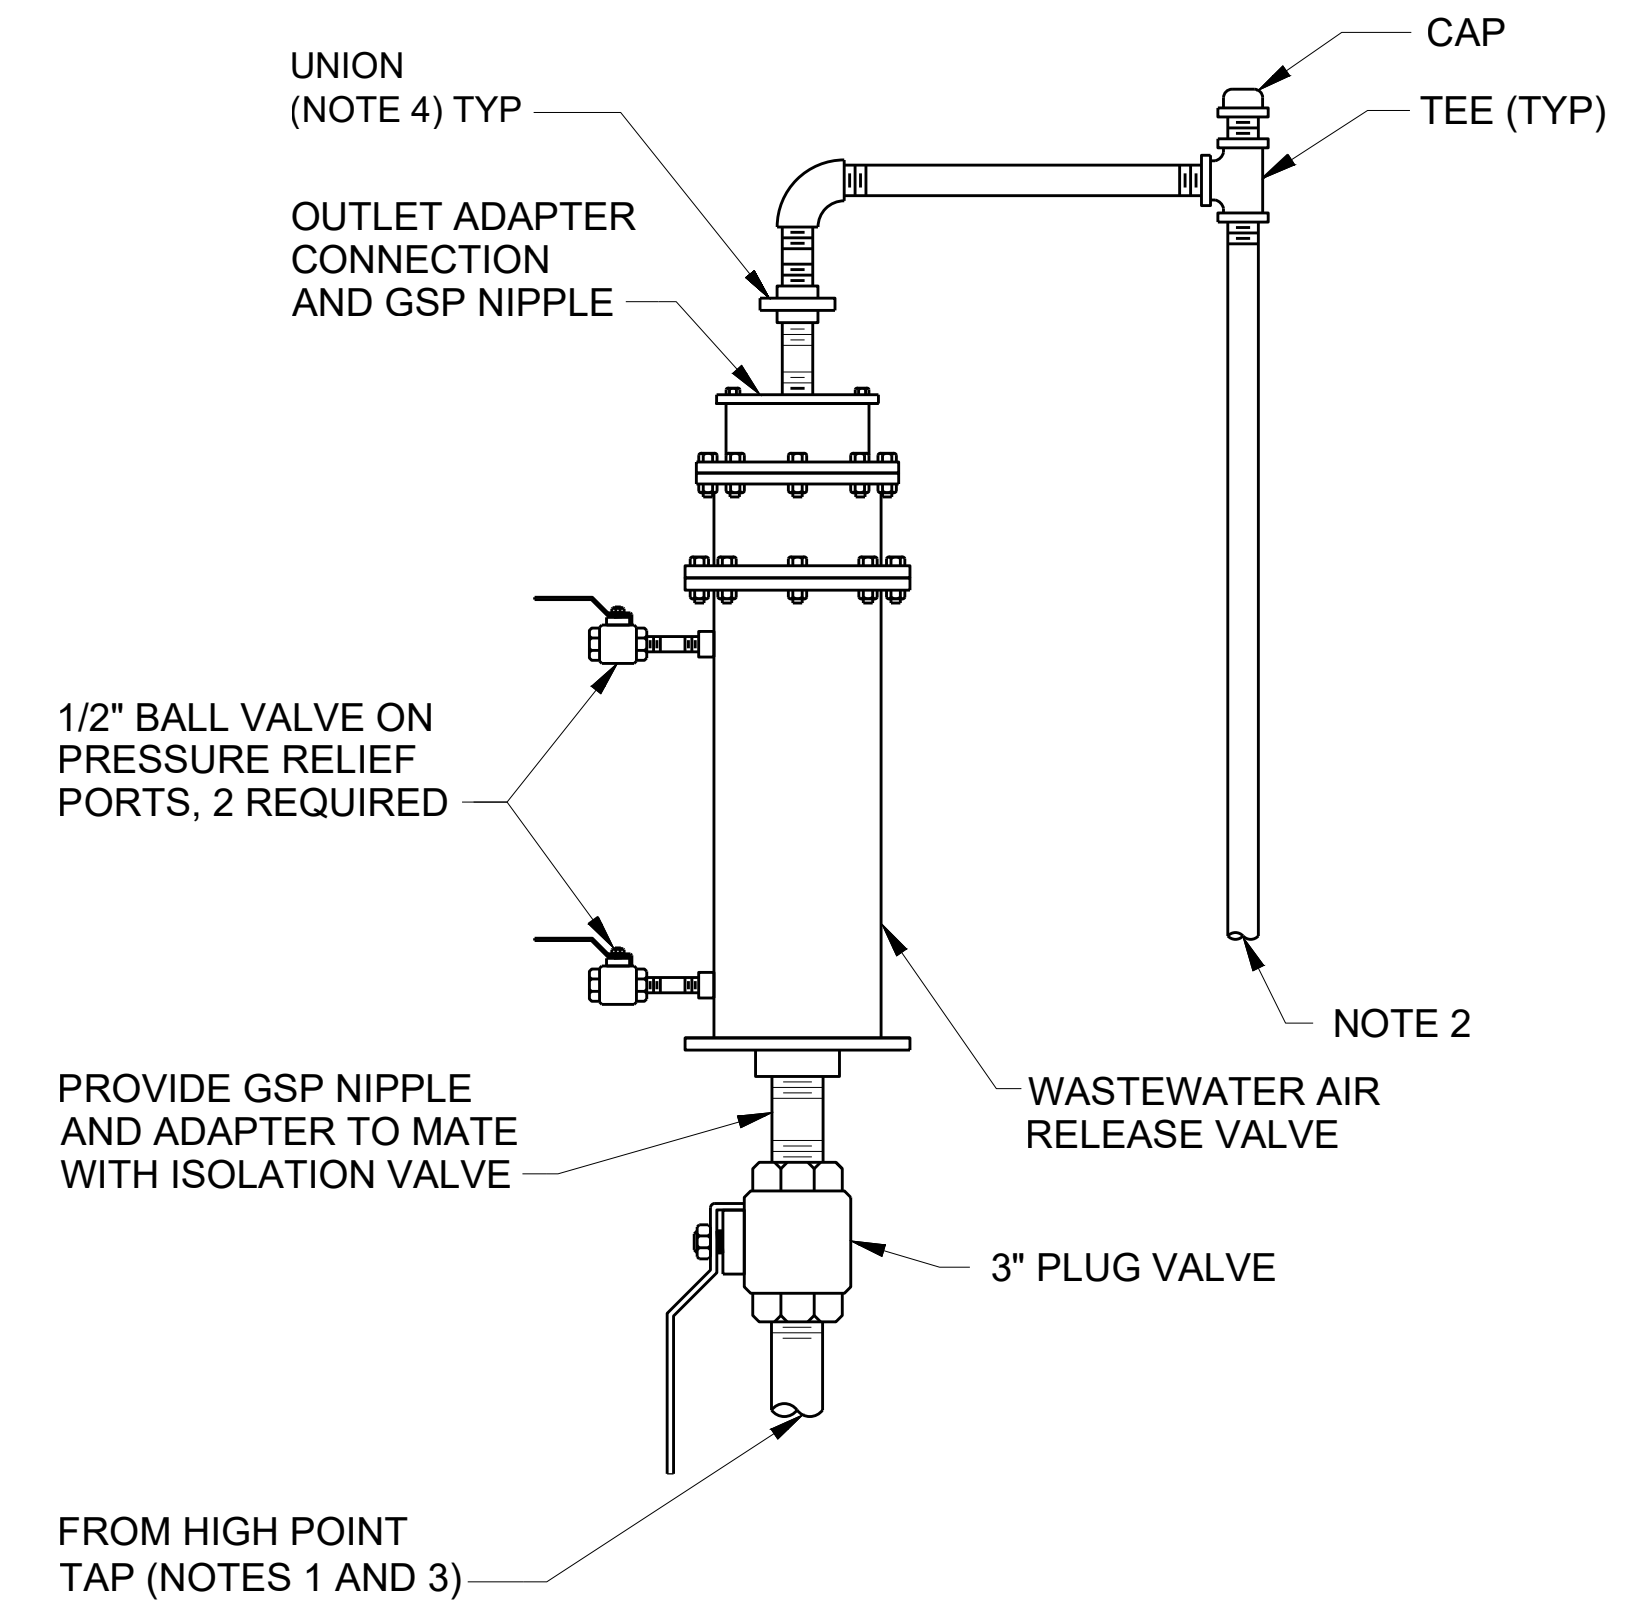 CAP
UNION
(NOTE 4) TYP
TEE (TYP)
OUTLET ADAPTER
CONNECTION
AND GSP NIPPLE
1/2" BALL VALVE ON
PRESSURE RELIEF
PORTS, 2 REQUIRED
NOTE 2
PROVIDE GSP NIPPLE
AND ADAPTER TO MATE
WITH ISOLATION VALVE
WASTEWATER AIR
RELEASE VALVE
3" PLUG VALVE
FROM HIGH POINT
TAP (NOTES 1 AND 3)